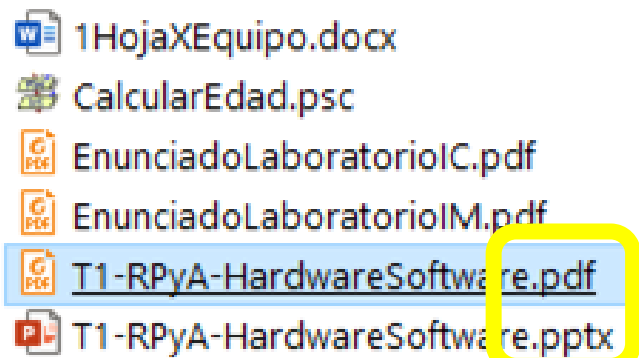 1HojaXEquipo.docx
CalcularEdad.psc
EnunciadoLaboratorioIC.pdf
EnunciadoLaboratorioIM.pdf
T1-RPyA-HardwareSoftware.pdf
T1-RPyA-HardwareSoftware.pptx